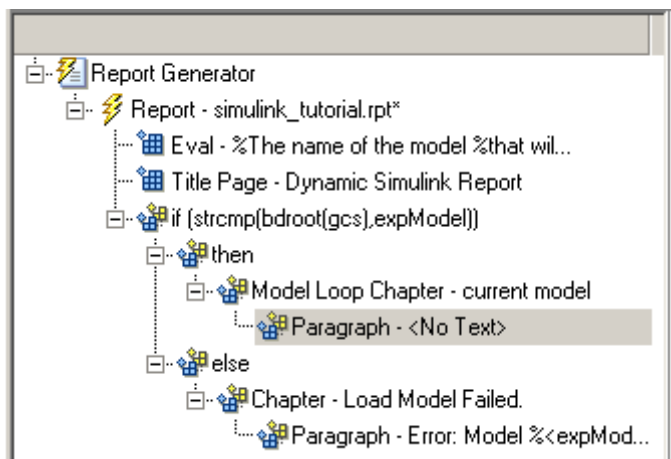 Report Generator
Report - simulink_tutorial.rpt*
Eval - %The name of the model %that wil...
Title Page - Dynamic Simulink Report
if (strcmp(bdroot(gcs),expModel))
then
Model Loop Chapter - current model
Paragraph - <No Text>
else
Chapter - Load Model Failed.
Paragraph - Error: Model %<expMod...